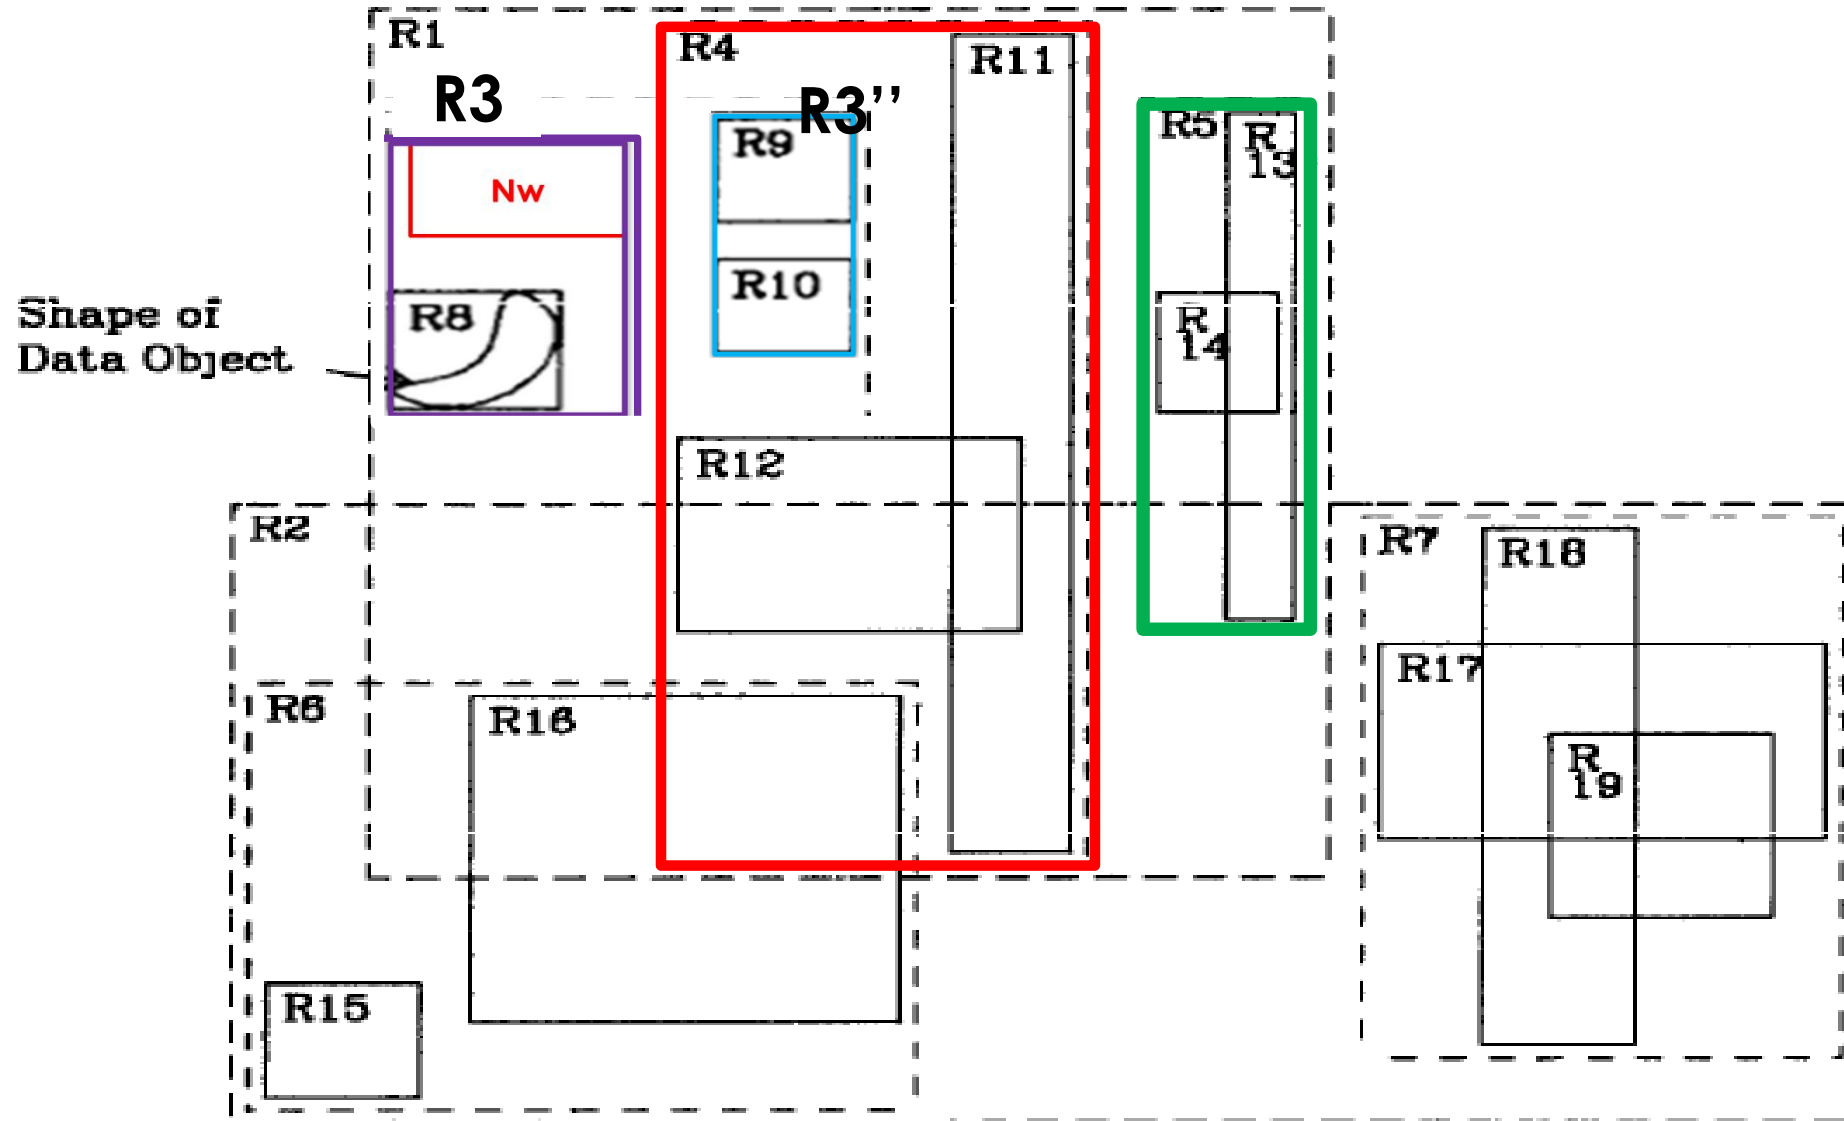 R1
R4
R11
R3
R3’’
R9
R5
R
13
Nw
R10
R8
R
14
Shape of
Data Object
R12
R2
R7
R18
R17
R6
R16
R
19
R15